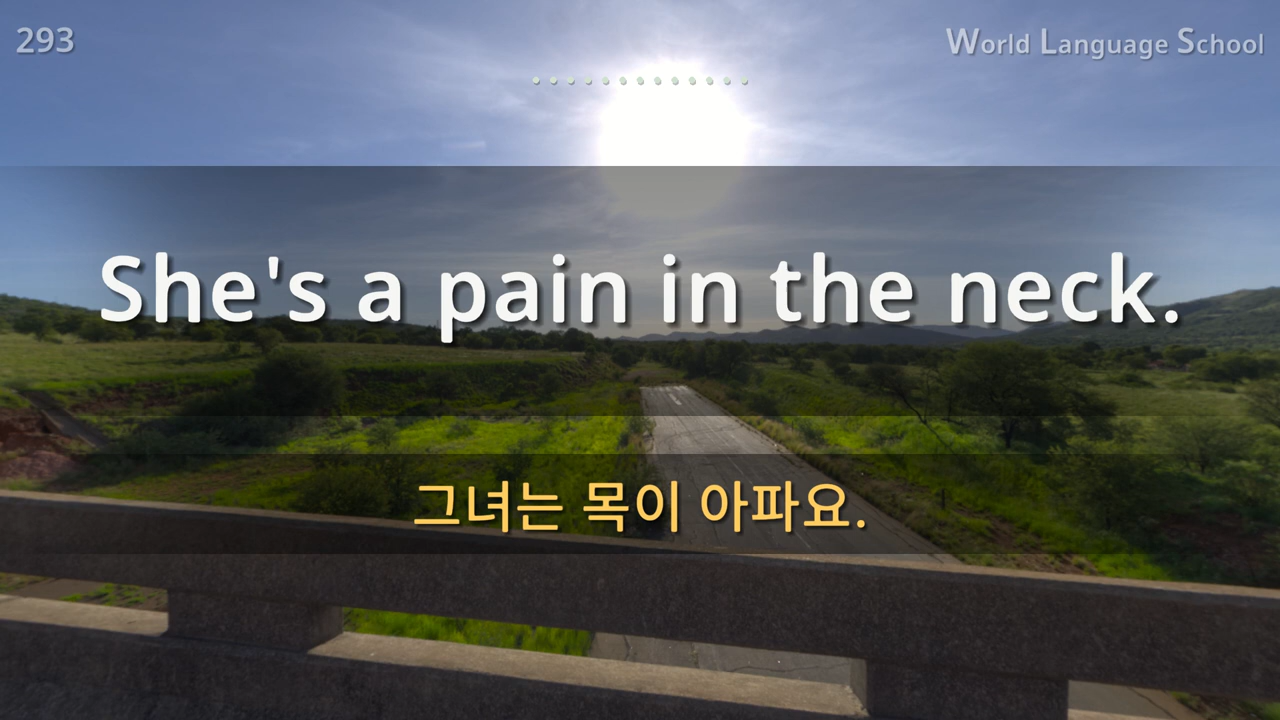 293
World Language School
She's a pain in the neck.
그녀는 목이 아파요.